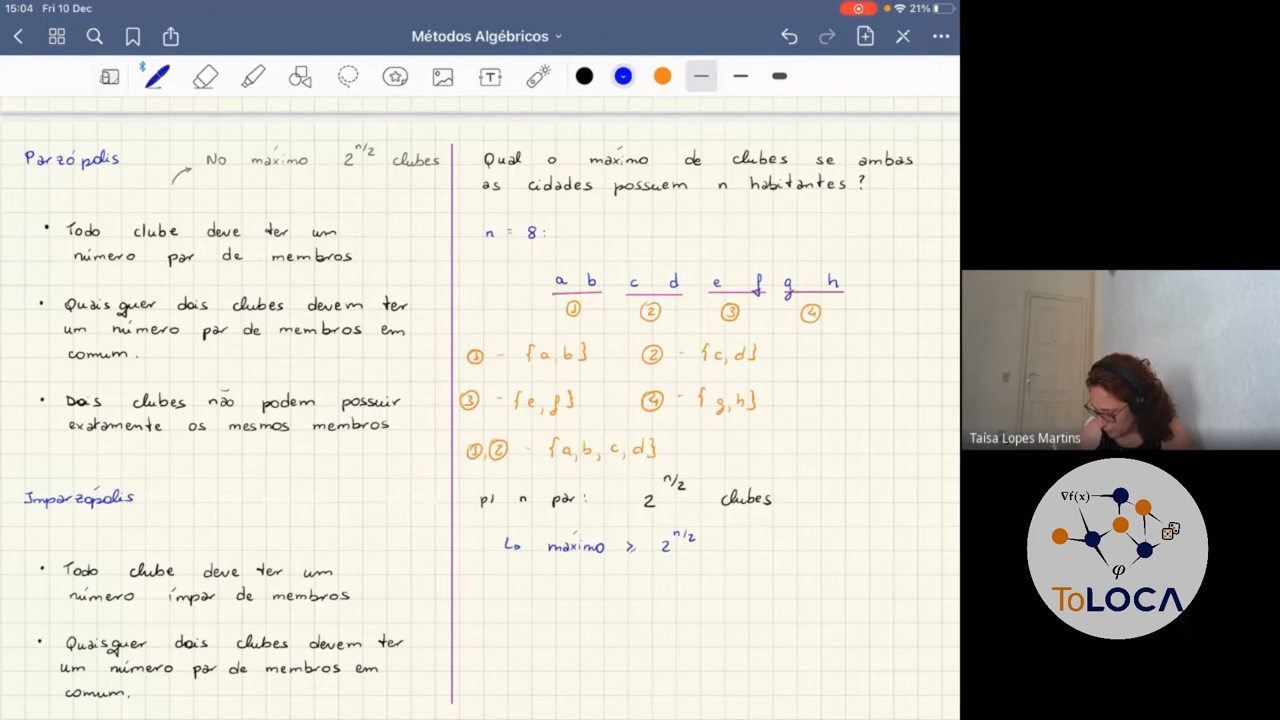 15:04 Fri 10 Dec
21%
Métodos Algébricos
T
Parzópolis
No máximo 2^{n/2} clubes
• Todo clube deve ter um
número par de membros
• Quaisquer dois clubes devem ter
um número par de membros em
comum.
• Dois clubes não podem possuir
exatamente os mesmos membros
Imparzópolis
• Todo clube deve ter um
número ímpar de membros
• Quaisquer dois clubes devem ter
um número par de membros em
comum.
Qual o máximo de clubes se ambas
as cidades possuem n habitantes?
n = 8:
a b c d e f g h
① ② ③ ④
① - {a,b} ② - {c,d}
③ - {e,f} ④ - {g,h}
①,② - {a,b,c,d}
p/ n par: 2^{n/2} clubes
↳ máximo ≥ 2^{n/2}
Taísa Lopes Martins
∇f(x)
φ
ToLOCA